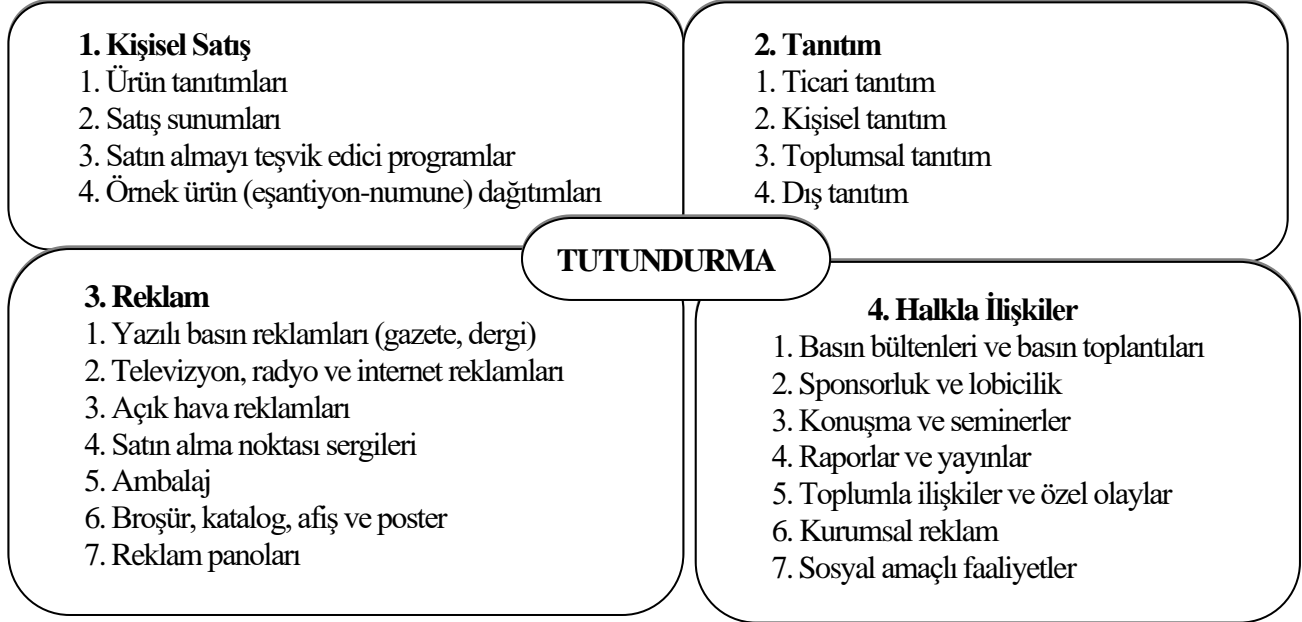 1. Kişisel Satış
1. Ürün tanıtımları
2. Satış sunumları
3. Satın almayı teşvik edici programlar
4. Örnek ürün (eşantiyon-numune) dağıtımları
2. Tanıtım
1. Ticari tanıtım
2. Kişisel tanıtım
3. Toplumsal tanıtım
4. Dış tanıtım
TUTUNDURMA
3. Reklam
1. Yazılı basın reklamları (gazete, dergi)
2. Televizyon, radyo ve internet reklamları
3. Açık hava reklamları
4. Satın alma noktası sergileri
5. Ambalaj
6. Broşür, katalog, afiş ve poster
7. Reklam panoları
4. Halkla İlişkiler
1. Basın bültenleri ve basın toplantıları
2. Sponsorluk ve lobicilik
3. Konuşma ve seminerler
4. Raporlar ve yayınlar
5. Toplumla ilişkiler ve özel olaylar
6. Kurumsal reklam
7. Sosyal amaçlı faaliyetler